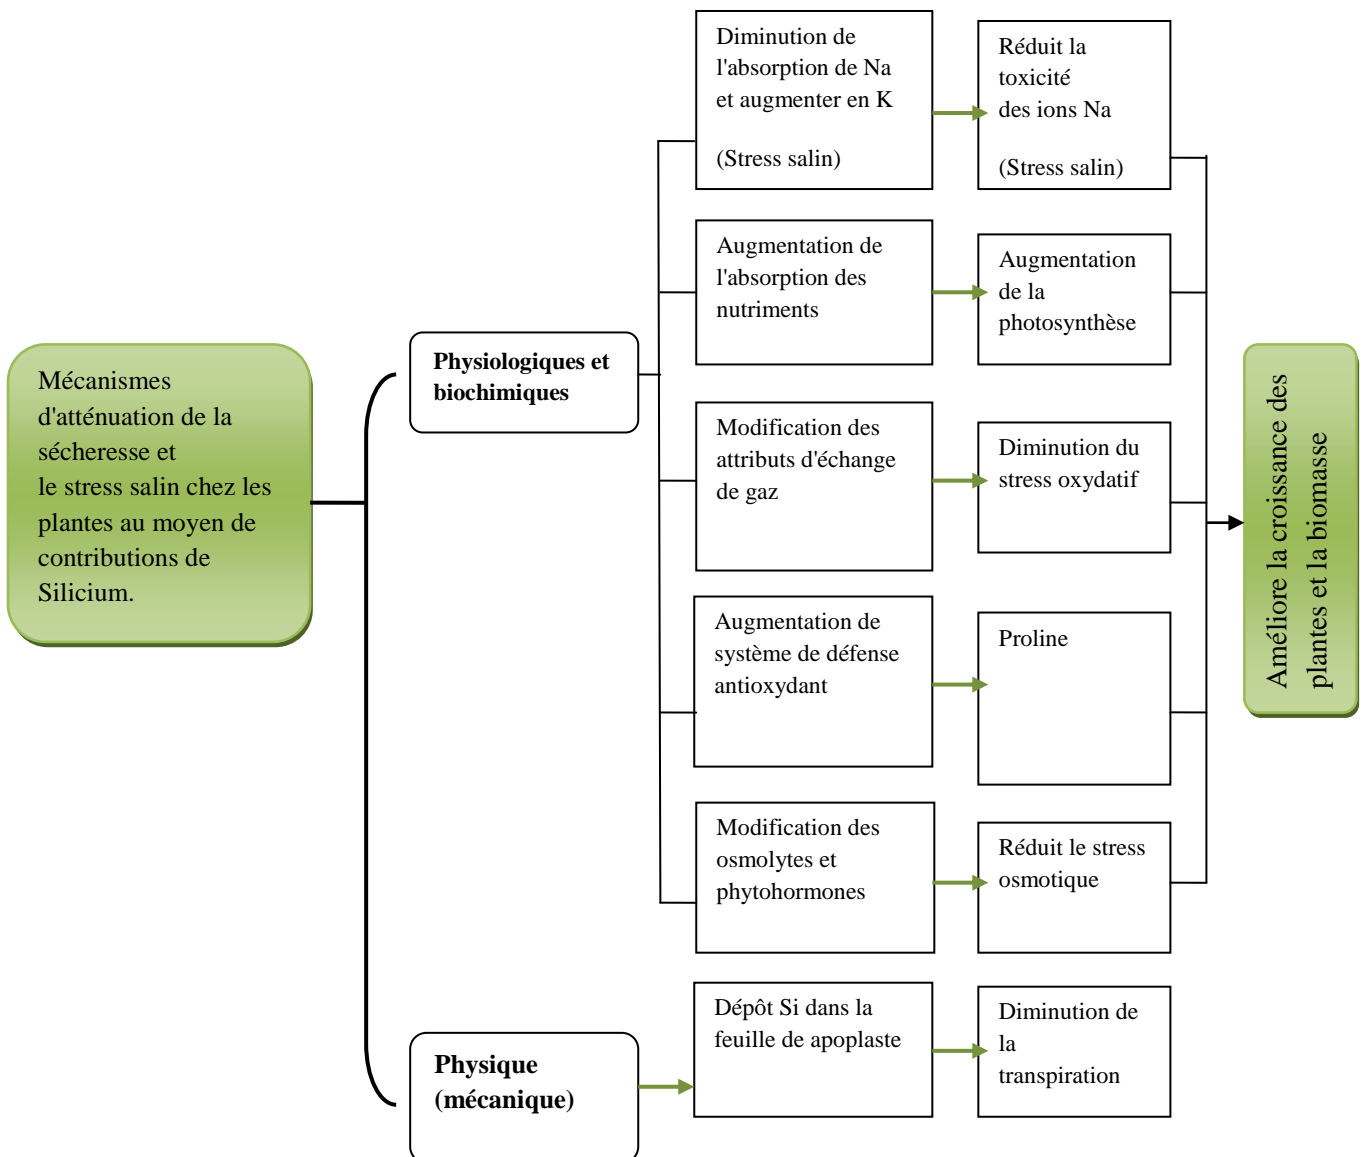 Mécanismes
d'atténuation de la
sécheresse et
le stress salin chez les
plantes au moyen de
contributions de
Silicium.
Physiologiques et
biochimiques
Diminution de
l'absorption de Na
et augmenter en K
(Stress salin)
Réduit la
toxicité
des ions Na
(Stress salin)
Augmentation de
l'absorption des
nutriments
Augmentation
de la
photosynthèse
Modification des
attributs d'échange
de gaz
Diminution du
stress oxydatif
Augmentation de
système de défense
antioxydant
Proline
Modification des
osmolytes et
phytohormones
Réduit le stress
osmotique
Physique
(mécanique)
Dépôt Si dans la
feuille de apoplaste
Diminution de
la
transpiration
Améliore la croissance des
plantes et la biomasse